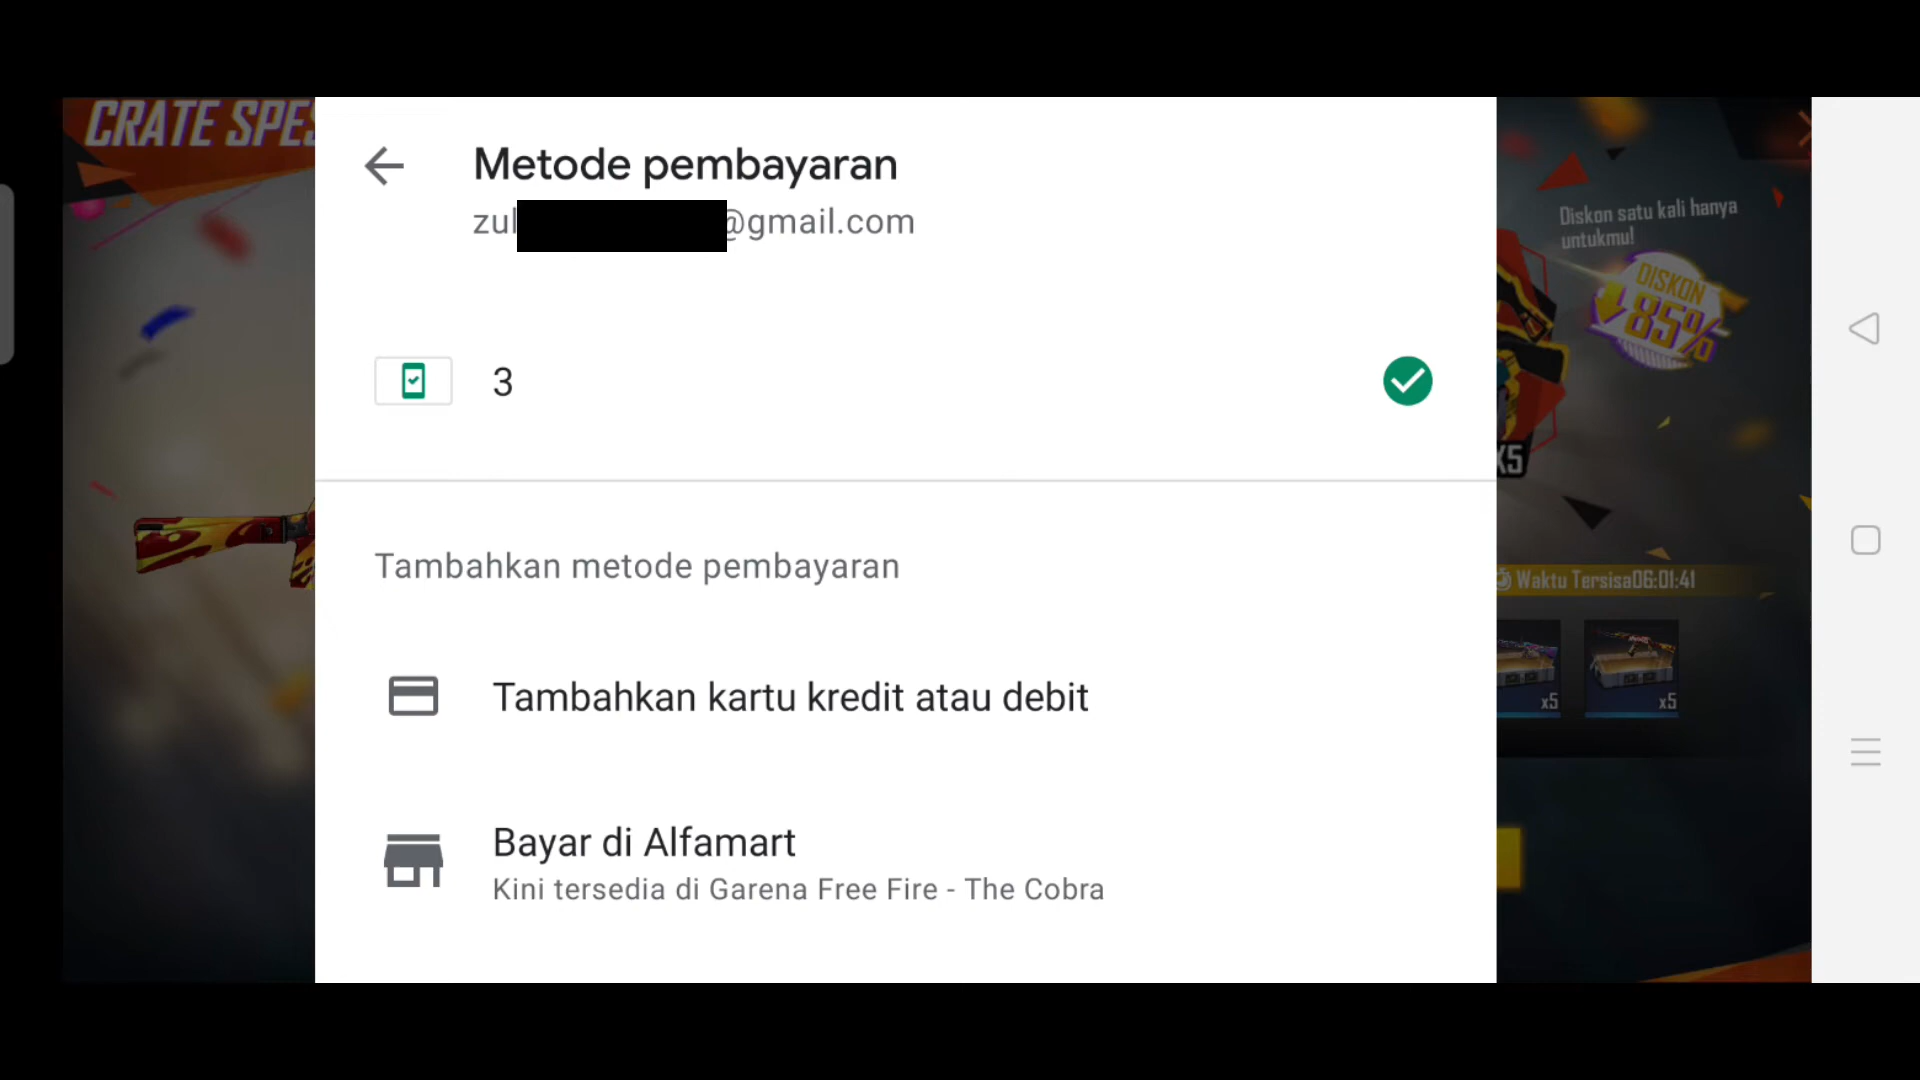 CRATE SPES
Metode pembayaran
zul @gmail.com
3
Tambahkan metode pembayaran
Tambahkan kartu kredit atau debit
Bayar di Alfamart
Kini tersedia di Garena Free Fire - The Cobra
Diskon satu kali hanya
untukmu!
DISKON
85%
X5
Waktu Tersisa06:01:41
x5
x5